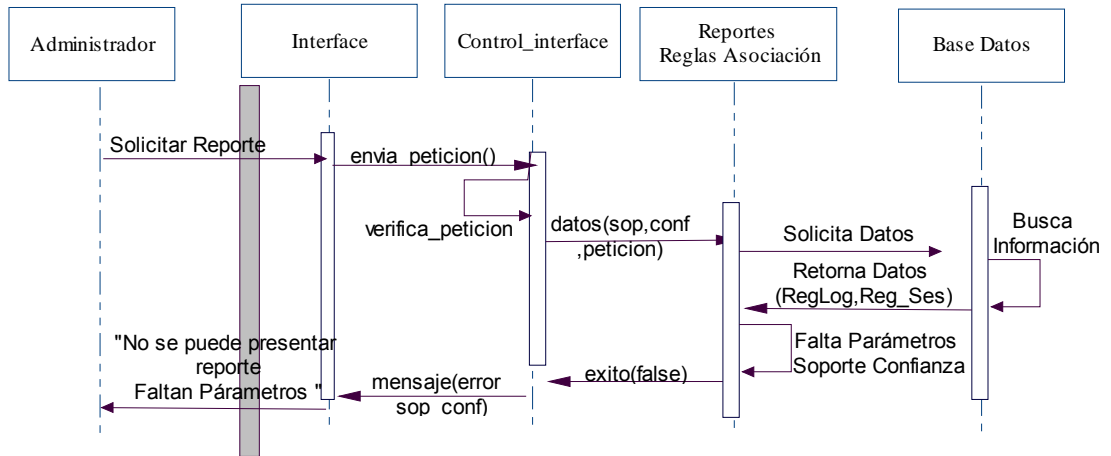 Administrador
Interface
Control_interface
Reportes
Reglas Asociación
Base Datos
Solicitar Reporte
envia_peticion()
verifica_peticion
datos(sop,conf
,peticion)
Solicita Datos
Busca
Información
Retorna Datos
(RegLog,Reg_Ses)
Falta Parámetros
Soporte Confianza
exito(false)
mensaje(error
sop_conf)
"No se puede presentar
reporte
Faltan Párametros "